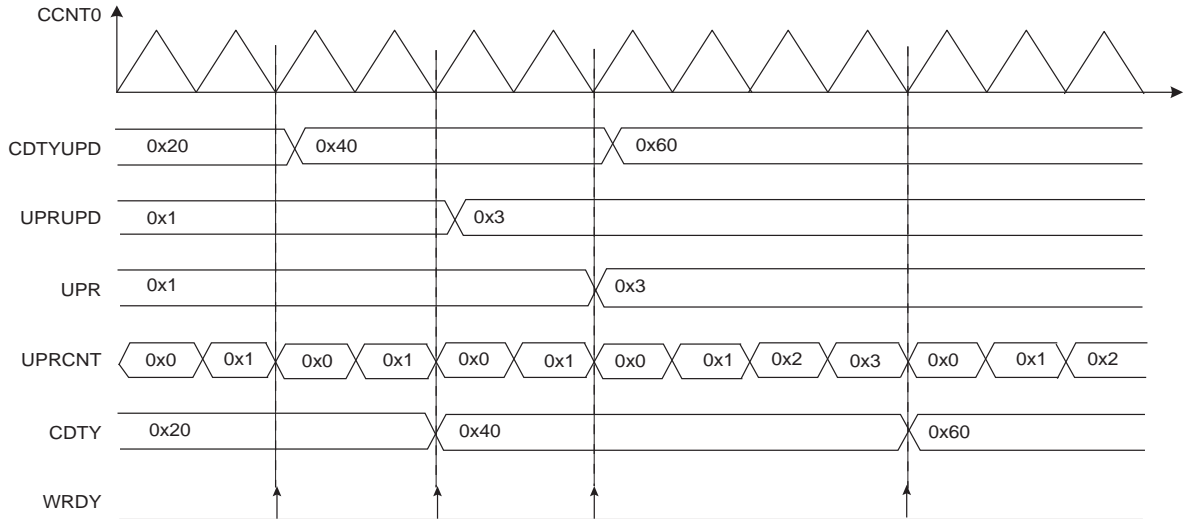 CCNT0
CDTYUPD 0x20 0x40 0x60
UPRUPD 0x1 0x3
UPR 0x1 0x3
UPRCNT 0x0 0x1 0x0 0x1 0x0 0x1 0x0 0x1 0x2 0x3 0x0 0x1 0x2
CDTY 0x20 0x40 0x60
WRDY